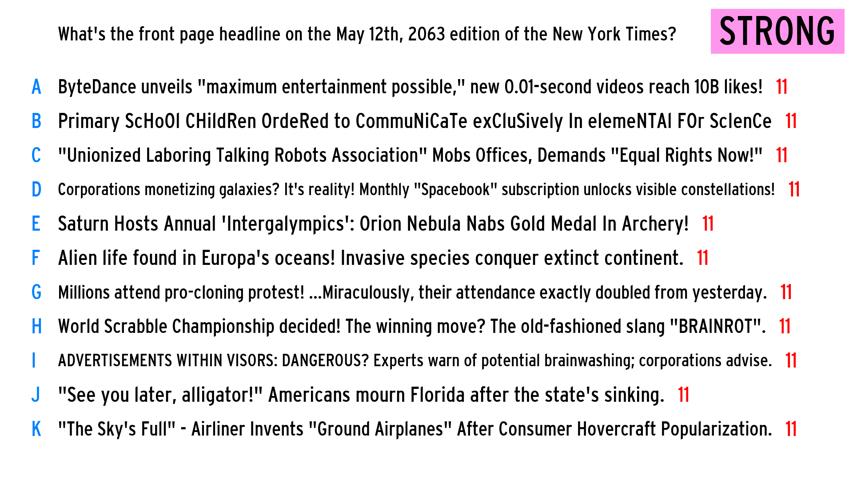 What's the front page headline on the May 12th, 2063 edition of the New York Times? STRONG
A ByteDance unveils "maximum entertainment possible," new 0.01-second videos reach 10B likes! 11
B Primary ScHoOl CHildRen OrdeRed to CommuNiCaTe exCluSively In elemeNTAl FOr ScIenCe 11
C "Unionized Laboring Talking Robots Association" Mobs Offices, Demands "Equal Rights Now!" 11
D Corporations monetizing galaxies? It's reality! Monthly "Spacebook" subscription unlocks visible constellations! 11
E Saturn Hosts Annual 'Intergalympics': Orion Nebula Nabs Gold Medal In Archery! 11
F Alien life found in Europa's oceans! Invasive species conquer extinct continent. 11
G Millions attend pro-cloning protest! ...Miraculously, their attendance exactly doubled from yesterday. 11
H World Scrabble Championship decided! The winning move? The old-fashioned slang "BRAINROT". 11
I ADVERTISEMENTS WITHIN VISORS: DANGEROUS? Experts warn of potential brainwashing; corporations advise. 11
J "See you later, alligator!" Americans mourn Florida after the state's sinking. 11
K "The Sky's Full" - Airliner Invents "Ground Airplanes" After Consumer Hovercraft Popularization. 11